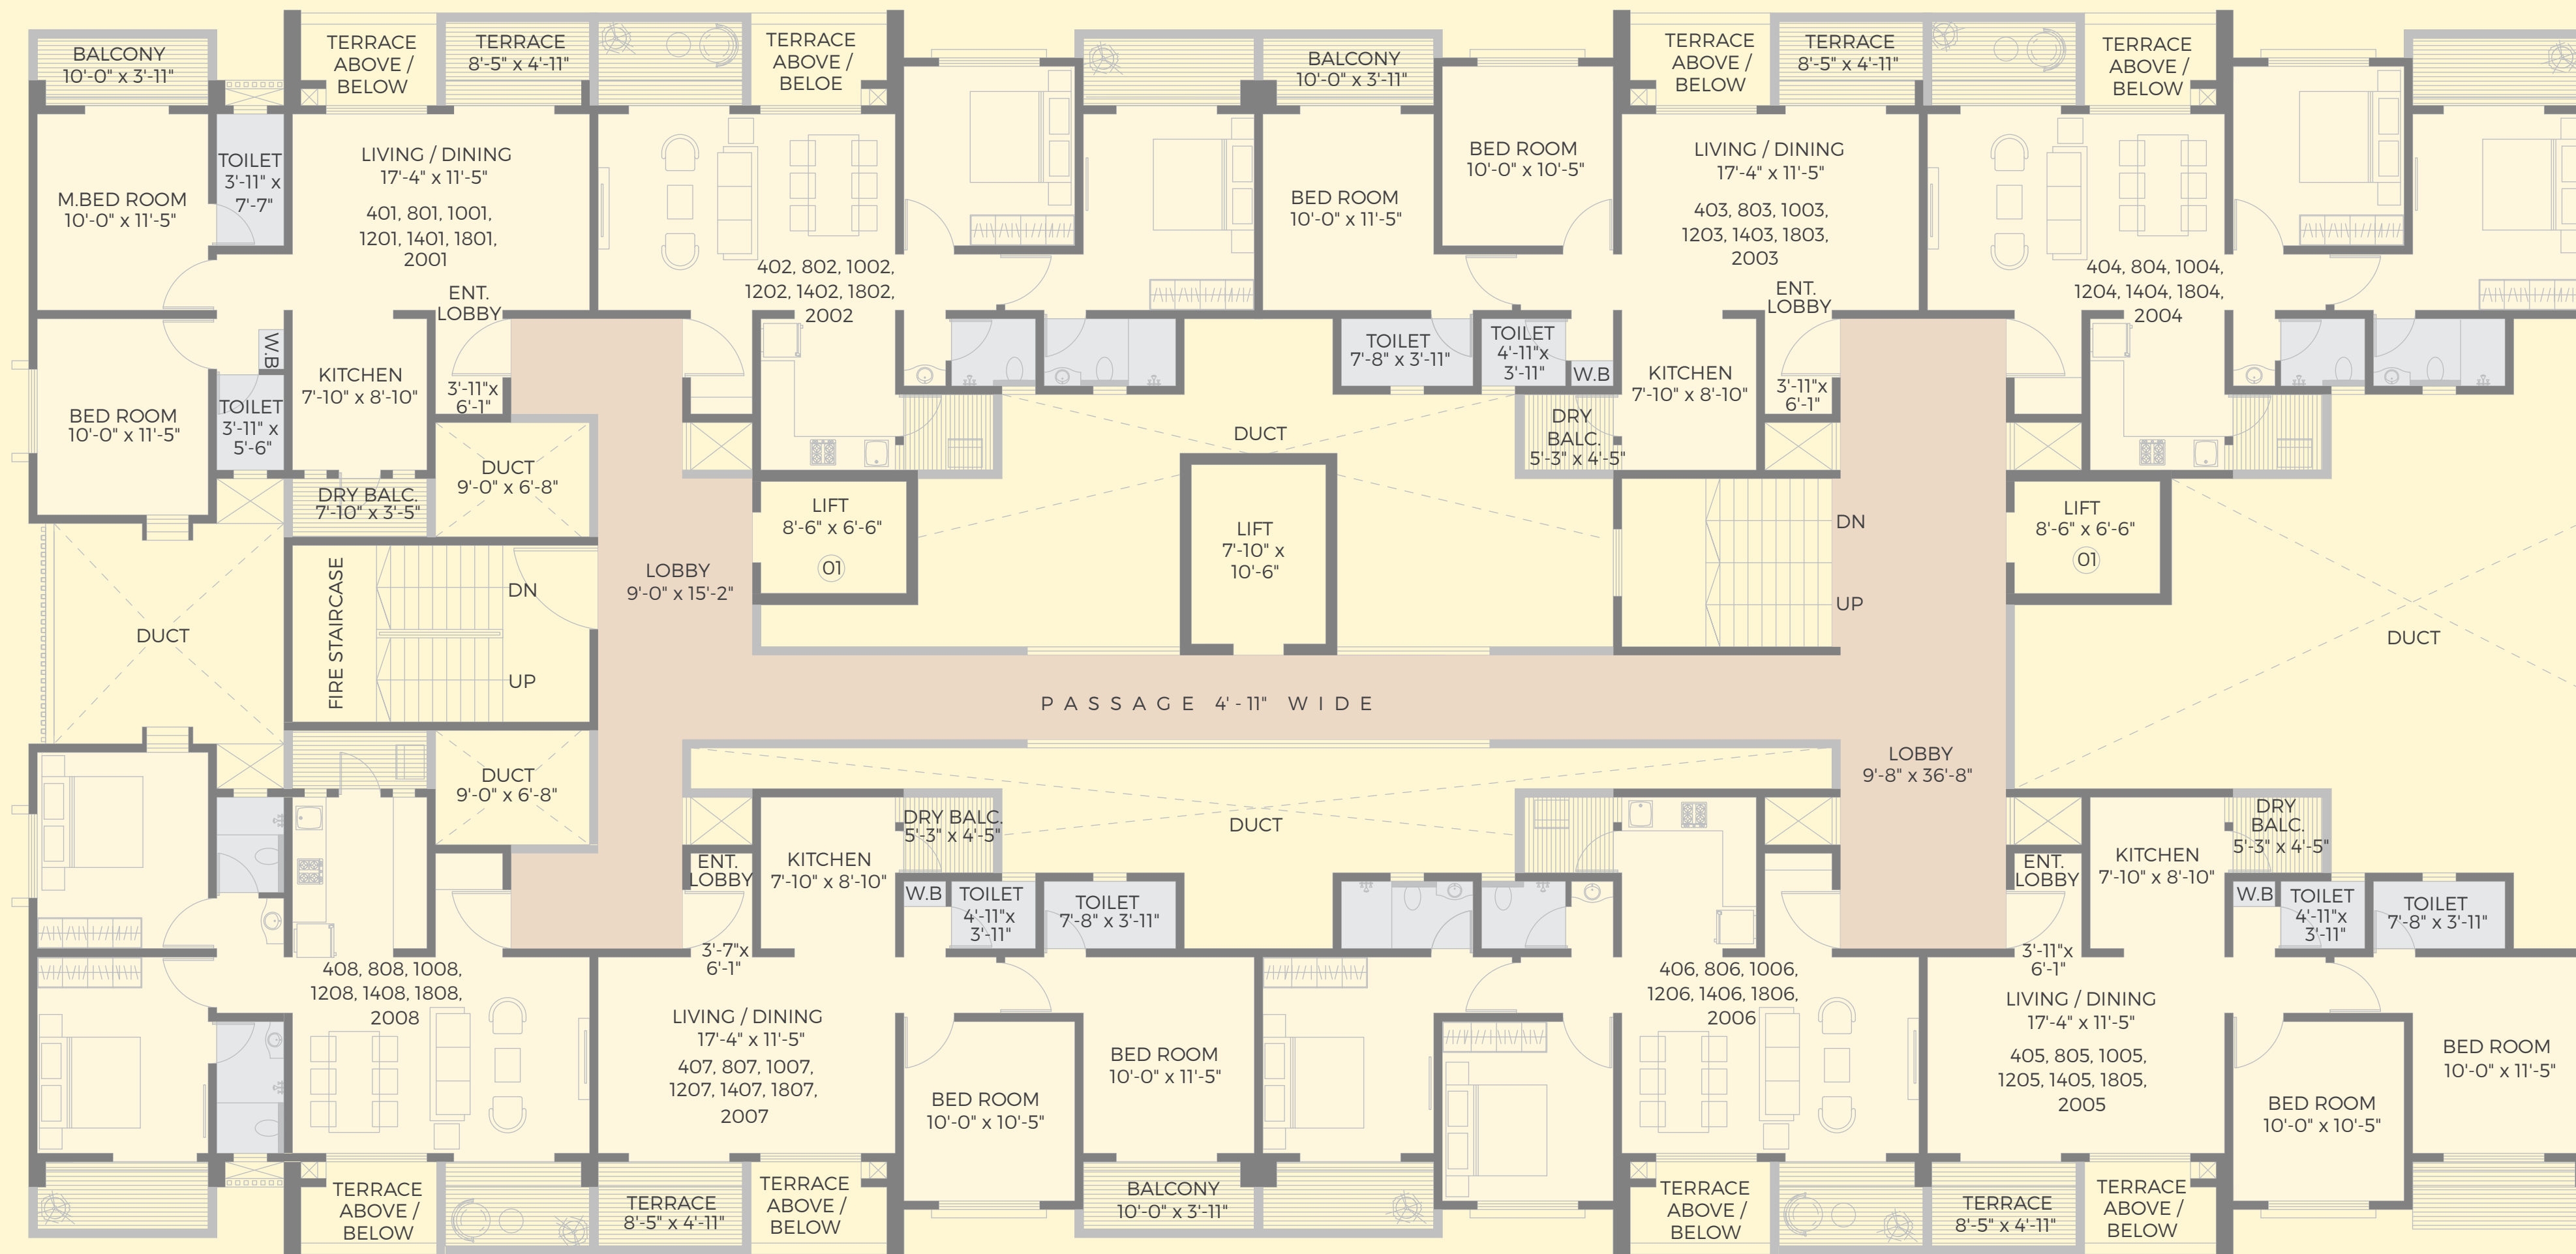 BALCONY
10'-0" x 3'-11"
TERRACE
ABOVE /
BELOW
TERRACE
8'-5" x 4'-11"
TERRACE
ABOVE /
BELOE
BALCONY
10'-0" x 3'-11"
TERRACE
ABOVE /
BELOW
TERRACE
8'-5" x 4'-11"
TERRACE
ABOVE /
BELOW
M.BED ROOM
10'-0" x 11'-5"
TOILET
3'-11" x
7'-7"
LIVING / DINING
17'-4" x 11'-5"
401, 801, 1001,
1201, 1401, 1801,
2001
ENT.
LOBBY
402, 802, 1002,
1202, 1402, 1802,
2002
BED ROOM
10'-0" x 11'-5"
BED ROOM
10'-0" x 10'-5"
LIVING / DINING
17'-4" x 11'-5"
403, 803, 1003,
1203, 1403, 1803,
2003
ENT.
LOBBY
404, 804, 1004,
1204, 1404, 1804,
2004
BED ROOM
10'-0" x 11'-5"
W.B
TOILET
3'-11" x
5'-6"
KITCHEN
7'-10" x 8'-10"
3'-11"x
6'-1"
DUCT
9'-0" x 6'-8"
DRY BALC.
7'-10" x 3'-5"
TOILET
7'-8" x 3'-11"
TOILET
4'-11"x
3'-11"
W.B
KITCHEN
7'-10" x 8'-10"
3'-11"x
6'-1"
DRY
BALC.
5'-3" x 4'-5"
DUCT
LIFT
8'-6" x 6'-6"
01
LIFT
7'-10" x
10'-6"
DN
UP
LIFT
8'-6" x 6'-6"
01
DUCT
FIRE STAIRCASE
DN
UP
LOBBY
9'-0" x 15'-2"
DUCT
PASSAGE 4'-11" WIDE
LOBBY
9'-8" x 36'-8"
DUCT
9'-0" x 6'-8"
DUCT
ENT.
LOBBY
3'-7"x
6'-1"
KITCHEN
7'-10" x 8'-10"
DRY BALC.
5'-3" x 4'-5"
W.B
TOILET
4'-11"x
3'-11"
TOILET
7'-8" x 3'-11"
ENT.
LOBBY
3'-11"x
6'-1"
KITCHEN
7'-10" x 8'-10"
DRY
BALC.
5'-3" x 4'-5"
W.B
TOILET
4'-11"x
3'-11"
TOILET
7'-8" x 3'-11"
408, 808, 1008,
1208, 1408, 1808,
2008
LIVING / DINING
17'-4" x 11'-5"
407, 807, 1007,
1207, 1407, 1807,
2007
BED ROOM
10'-0" x 10'-5"
BED ROOM
10'-0" x 11'-5"
406, 806, 1006,
1206, 1406, 1806,
2006
LIVING / DINING
17'-4" x 11'-5"
405, 805, 1005,
1205, 1405, 1805,
2005
BED ROOM
10'-0" x 10'-5"
BED ROOM
10'-0" x 11'-5"
TERRACE
ABOVE /
BELOW
TERRACE
8'-5" x 4'-11"
TERRACE
ABOVE /
BELOW
BALCONY
10'-0" x 3'-11"
TERRACE
ABOVE /
BELOW
TERRACE
8'-5" x 4'-11"
TERRACE
ABOVE /
BELOW